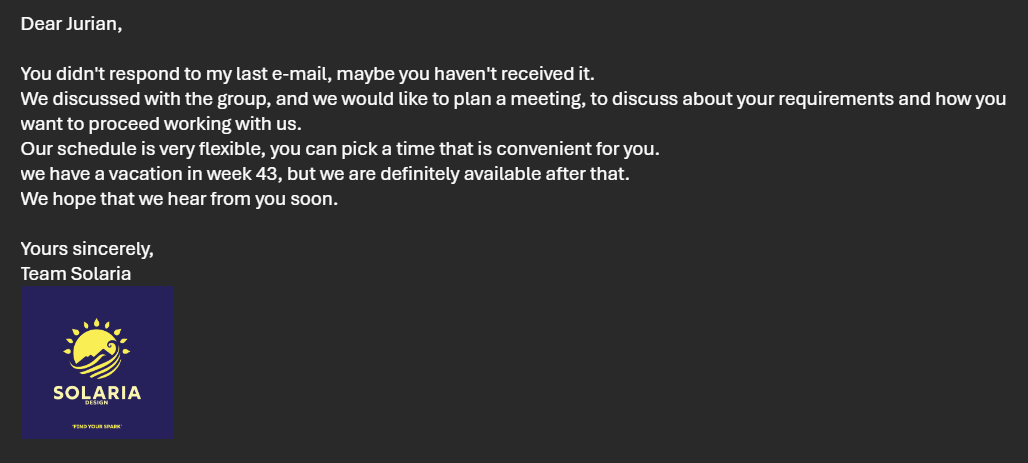 Dear Jurian,
You didn't respond to my last e-mail, maybe you haven't received it.
We discussed with the group, and we would like to plan a meeting, to discuss about your requirements and how you
want to proceed working with us.
Our schedule is very flexible, you can pick a time that is convenient for you.
we have a vacation in week 43, but we are definitely available after that.
We hope that we hear from you soon.
Yours sincerely,
Team Solaria
SOLARIA
DESIGN
"FIND YOUR SPARK"